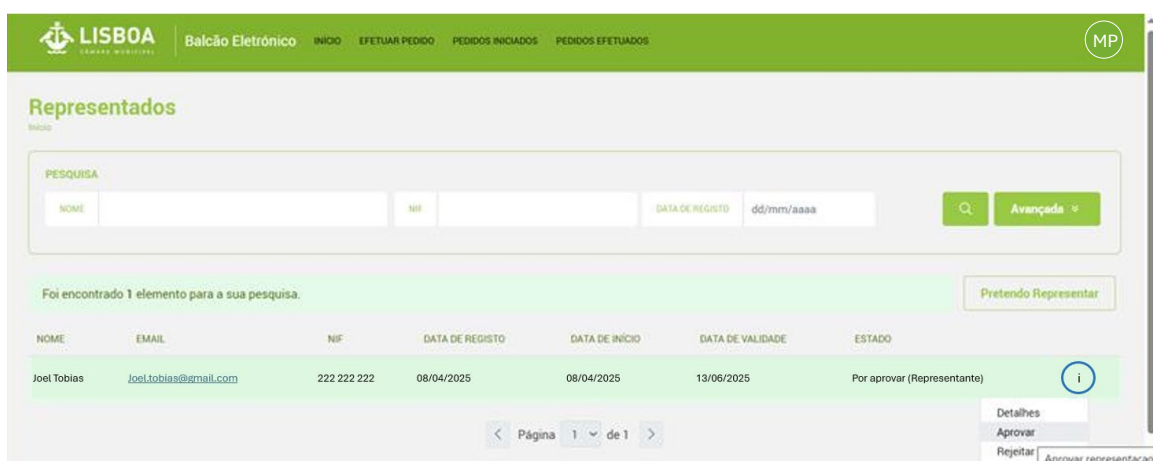 LISBOA
CÂMARA MUNICIPAL
Balcão Eletrónico INÍCIO EFETUAR PEDIDO PEDIDOS INICIADOS PEDIDOS EFETUADOS MP
Representados
Início
PESQUISA
NOME NIF DATA DE REGISTO dd/mm/aaaa Avançada
Foi encontrado 1 elemento para a sua pesquisa. Pretendo Representar
NOME EMAIL NIF DATA DE REGISTO DATA DE INÍCIO DATA DE VALIDADE ESTADO
Joel Tobias Joel.tobias@gmail.com 222 222 222 08/04/2025 08/04/2025 13/06/2025 Por aprovar (Representante) i
Detalhes
Página 1 de 1 Aprovar
Rejeitar Aprovar representacao